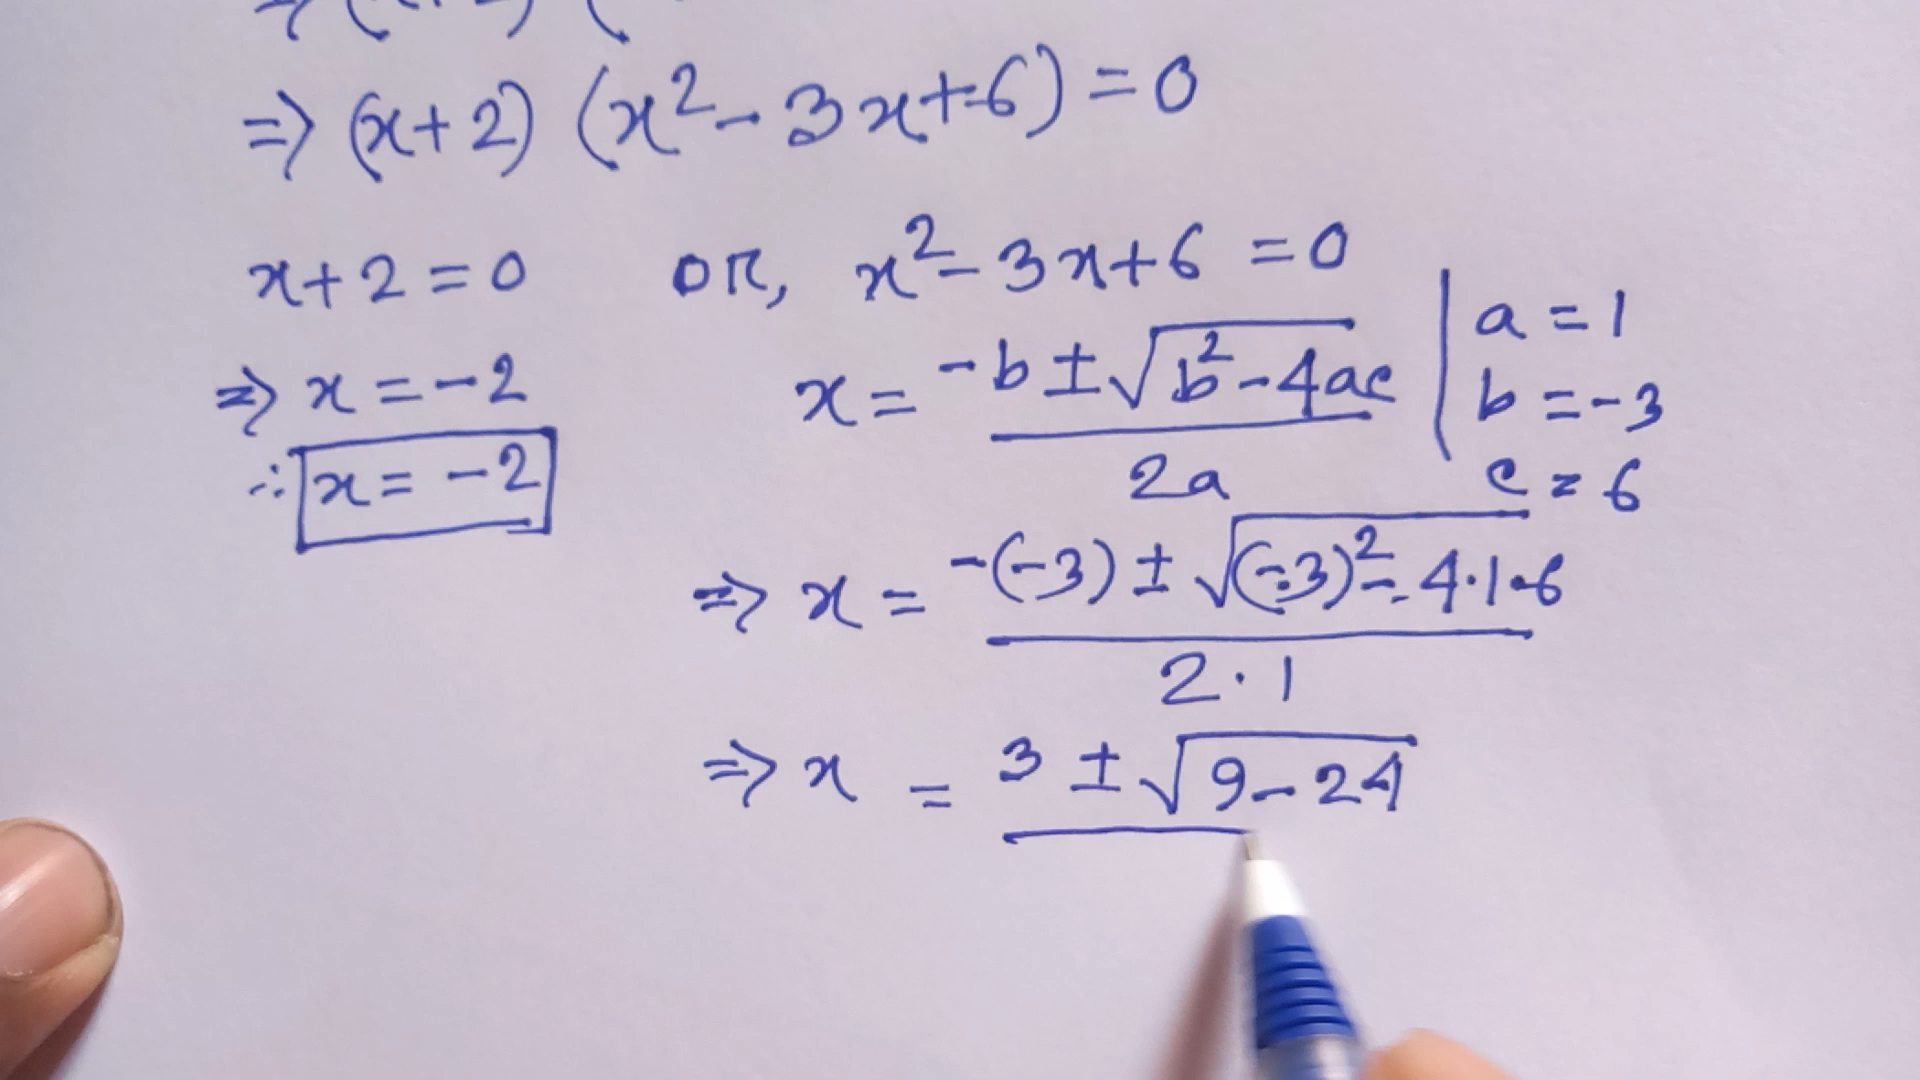 => (x+2) (x²-3x+6)=0
x+2=0 OR, x²-3x+6=0
a=1
=> x=-2 x= -b±√b²-4ac
b=-3
∴ x=-2 2a c=6
=> x= -(-3)±√(-3)²-4·1·6
2·1
=> x = 3±√9-24